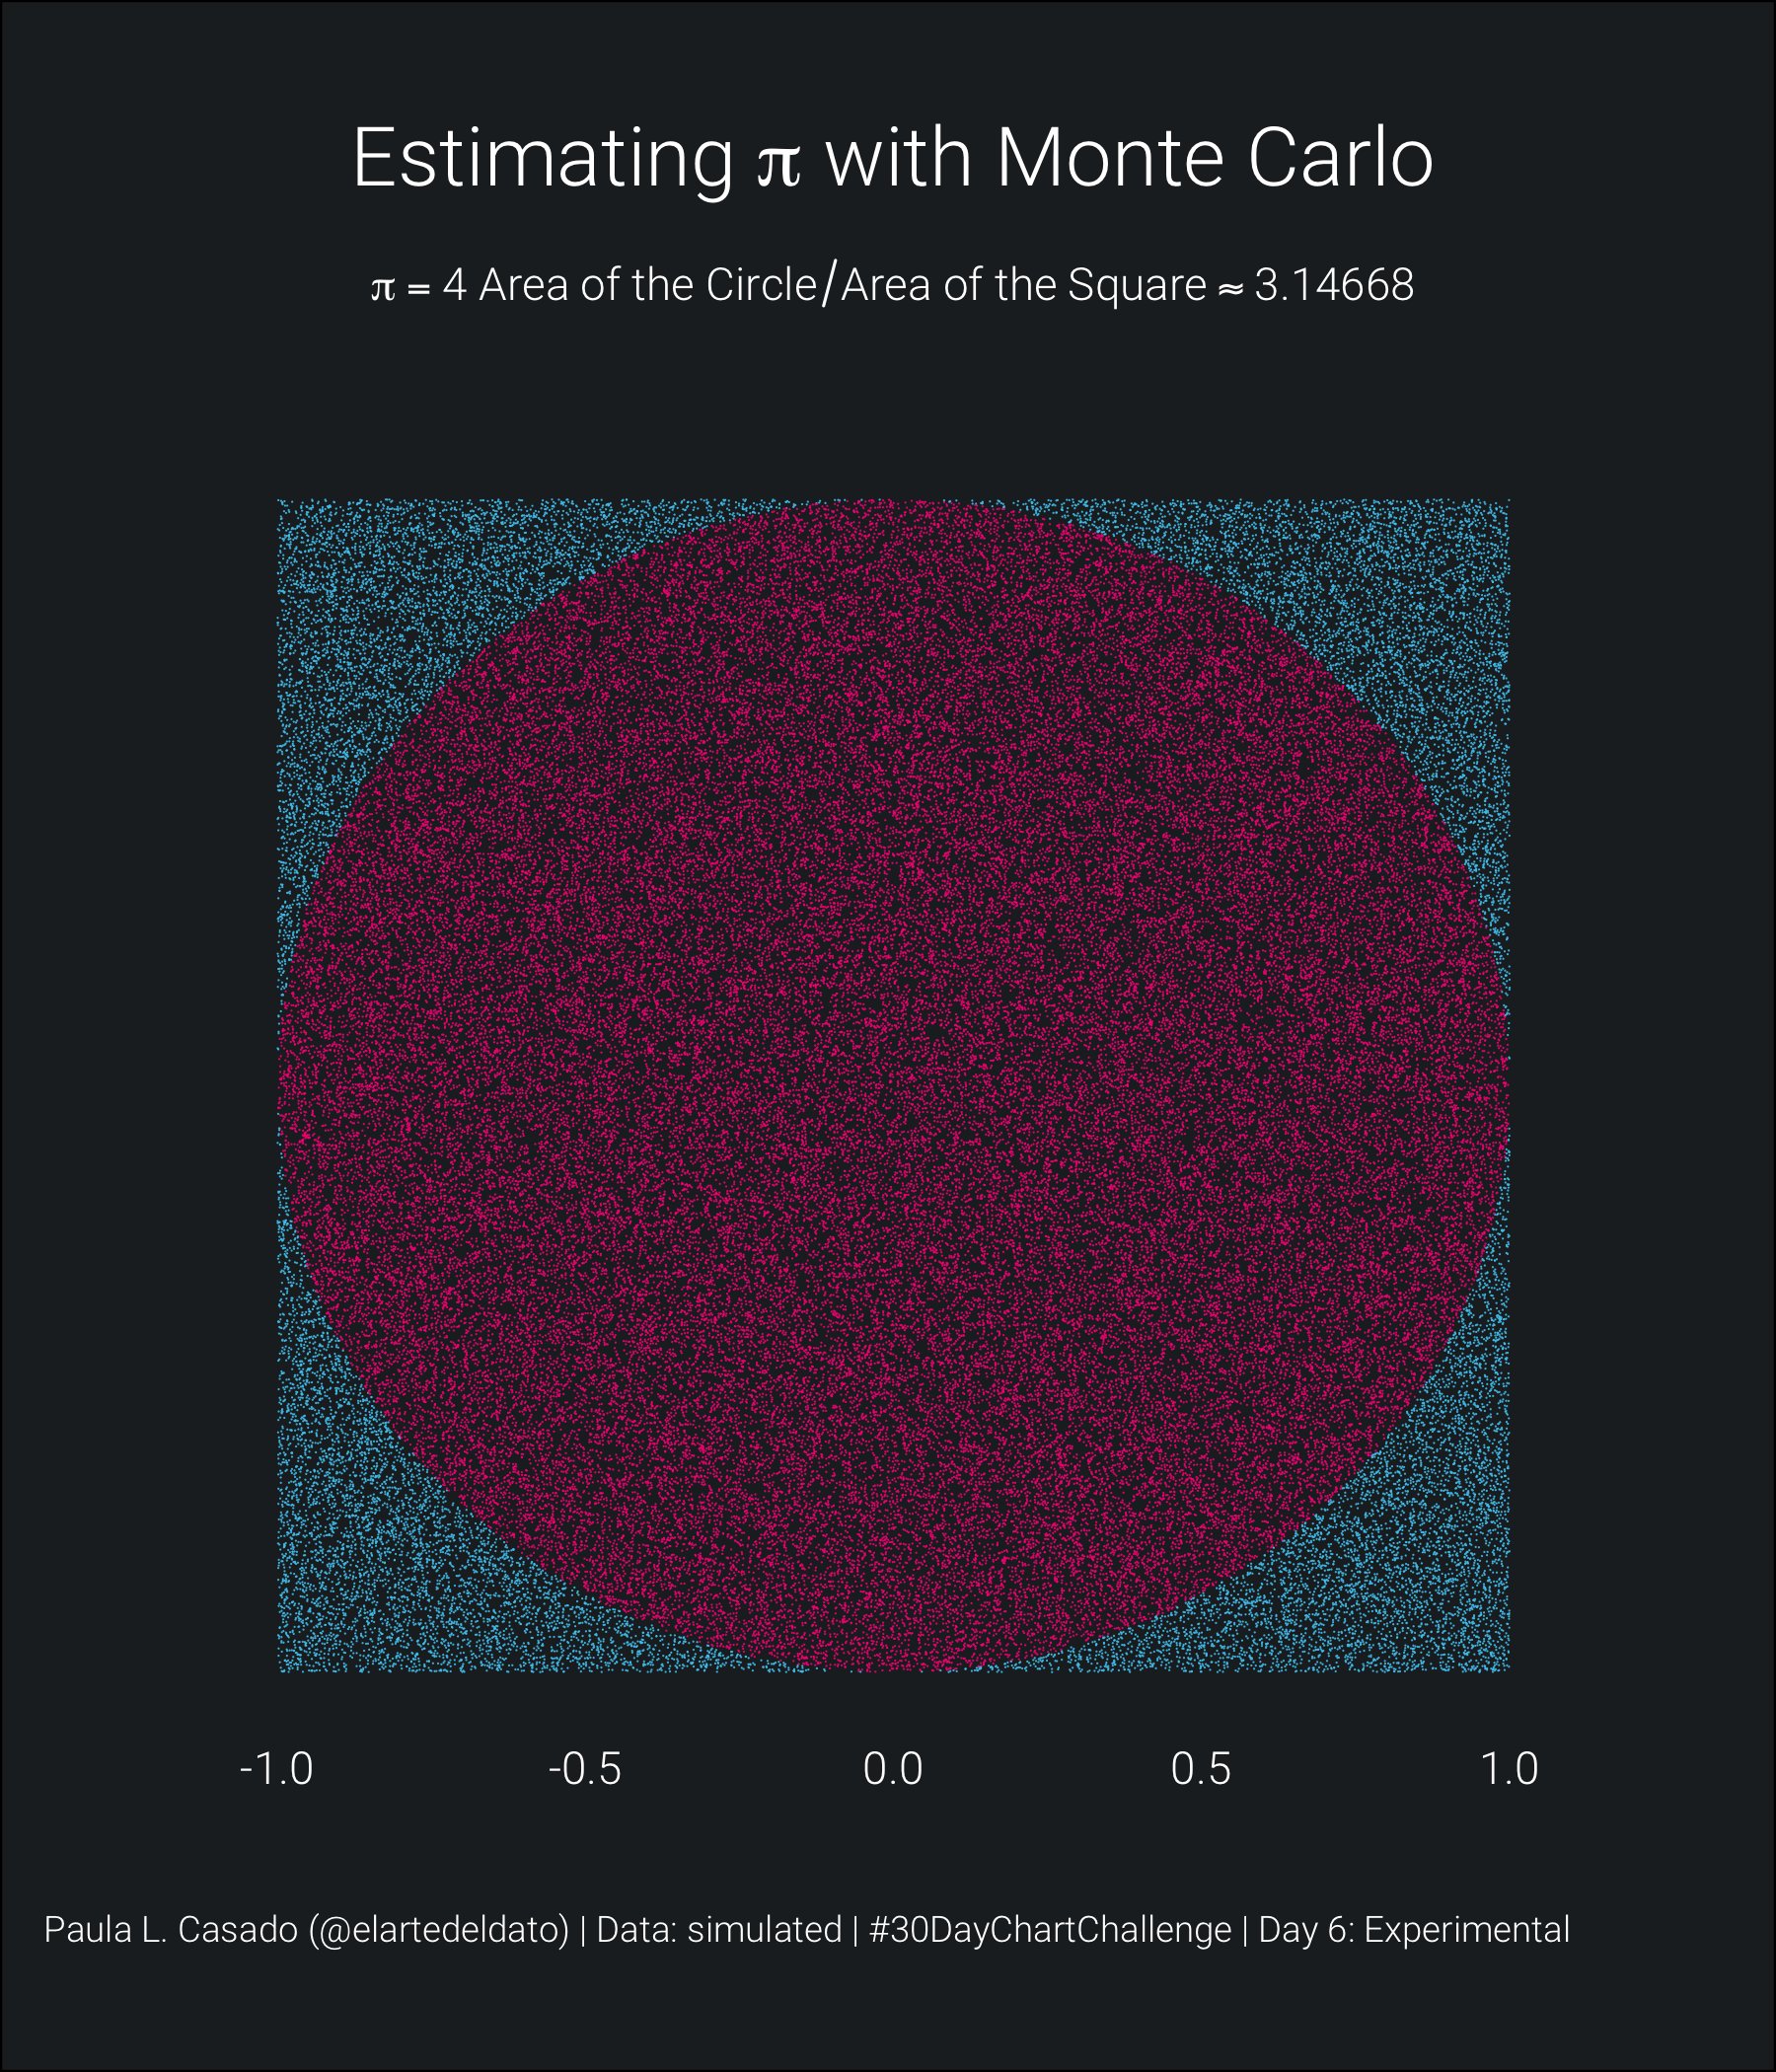 Estimating π with Monte Carlo
π = 4 Area of the Circle/Area of the Square ≈ 3.14668
-1.0 -0.5 0.0 0.5 1.0
Paula L. Casado (@elartedeldato) | Data: simulated | #30DayChartChallenge | Day 6: Experimental